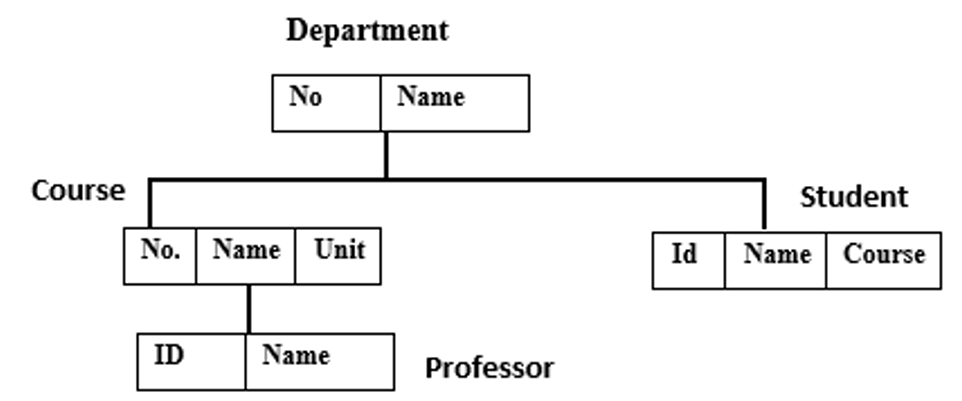 Department
No Name
Course
Student
No. Name Unit
Id Name Course
ID Name
Professor